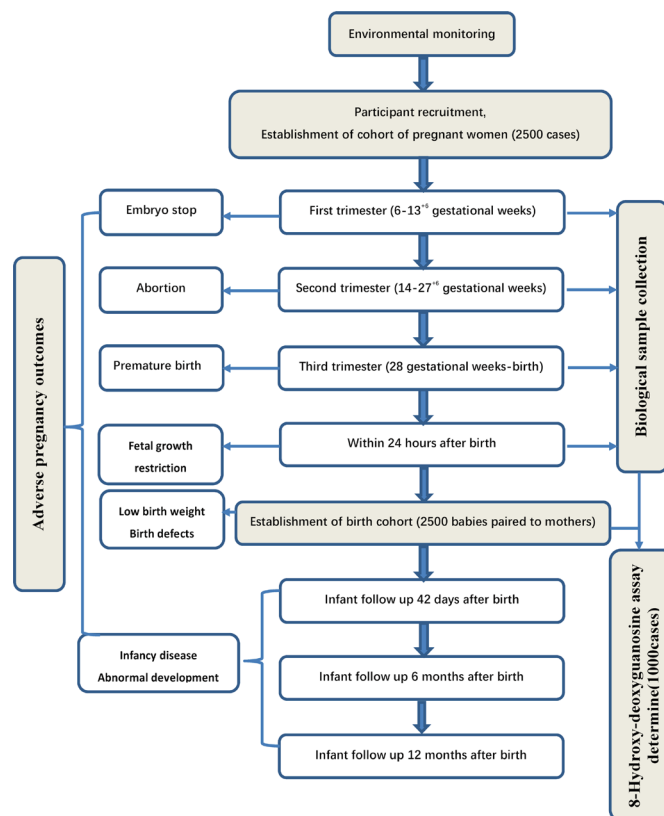 Environmental monitoring
Participant recruitment,
Establishment of cohort of pregnant women (2500 cases)
Embryo stop
First trimester (6-13⁺⁵ gestational weeks)
Abortion
Second trimester (14-27⁺⁶ gestational weeks)
Premature birth
Third trimester (28 gestational weeks-birth)
Fetal growth
restriction
Within 24 hours after birth
Low birth weight
Birth defects
Establishment of birth cohort (2500 babies paired to mothers)
Infant follow up 42 days after birth
Infancy disease
Abnormal development
Infant follow up 6 months after birth
Infant follow up 12 months after birth
Adverse pregnancy outcomes
Biological sample collection
8-Hydroxy-deoxyguanosine assay
determine(1000cases)